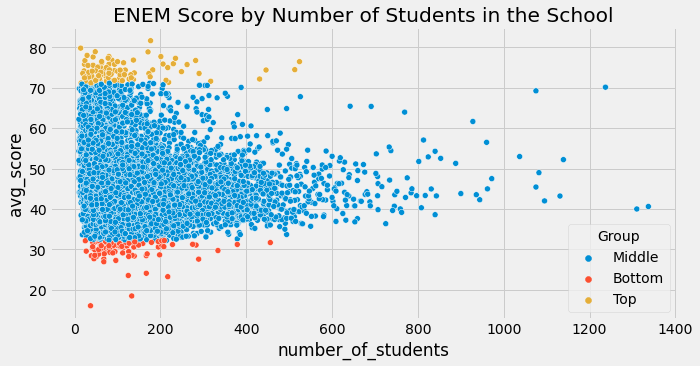 ENEM Score by Number of Students in the School
avg_score
80
70
60
50
40
30
20
0 200 400 600 800 1000 1200 1400
number_of_students
Group
Middle
Bottom
Top